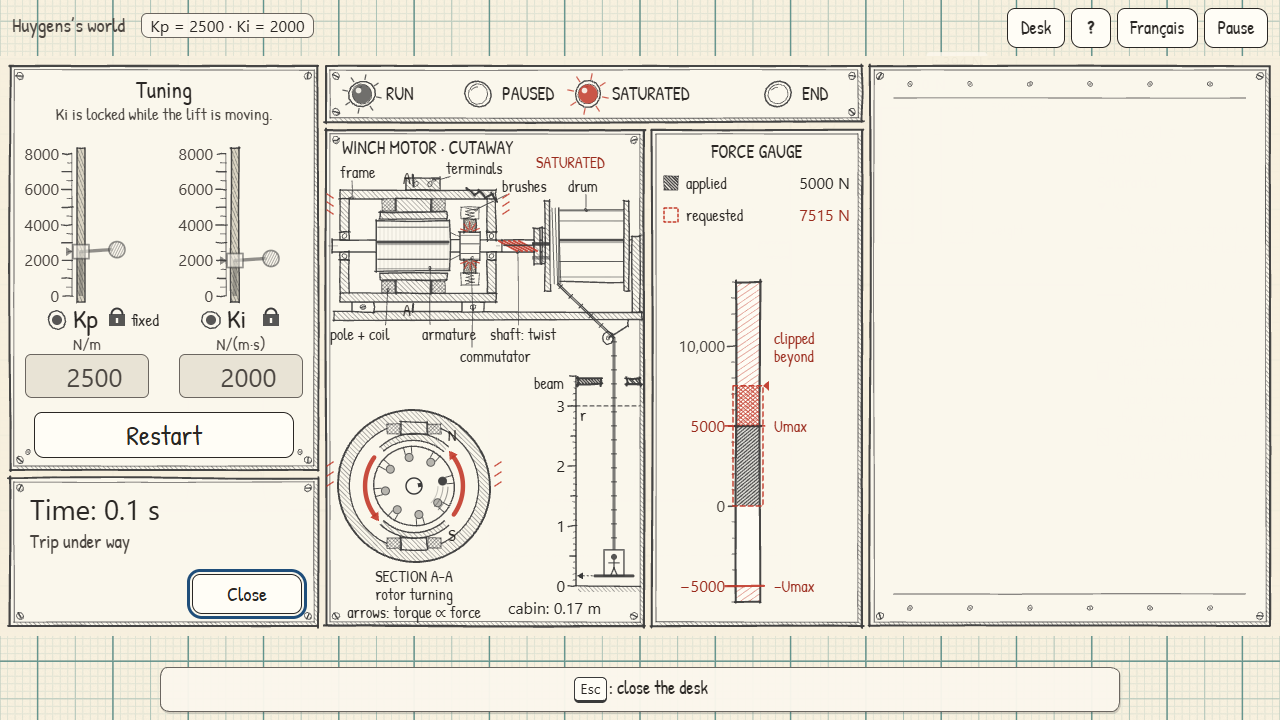 Huygens's world
Kp = 2500 · Ki = 2000
Desk
?
Français
Pause
Tuning
Ki is locked while the lift is moving.
8000
6000
4000
2000
0
8000
6000
4000
2000
0
Kp
fixed
Ki
N/m
N/(m·s)
2500
2000
Restart
Time: 0.1 s
Trip under way
Close
RUN
PAUSED
SATURATED
END
WINCH MOTOR · CUTAWAY
SATURATED
frame
A
terminals
brushes
drum
A
pole + coil
armature
shaft: twist
commutator
beam
3
r
2
1
0
N
S
SECTION A–A
rotor turning
arrows: torque ∝ force
cabin: 0.17 m
FORCE GAUGE
applied
5000 N
requested
7515 N
10,000
clipped
beyond
5000
Umax
0
−5000
−Umax
Esc : close the desk